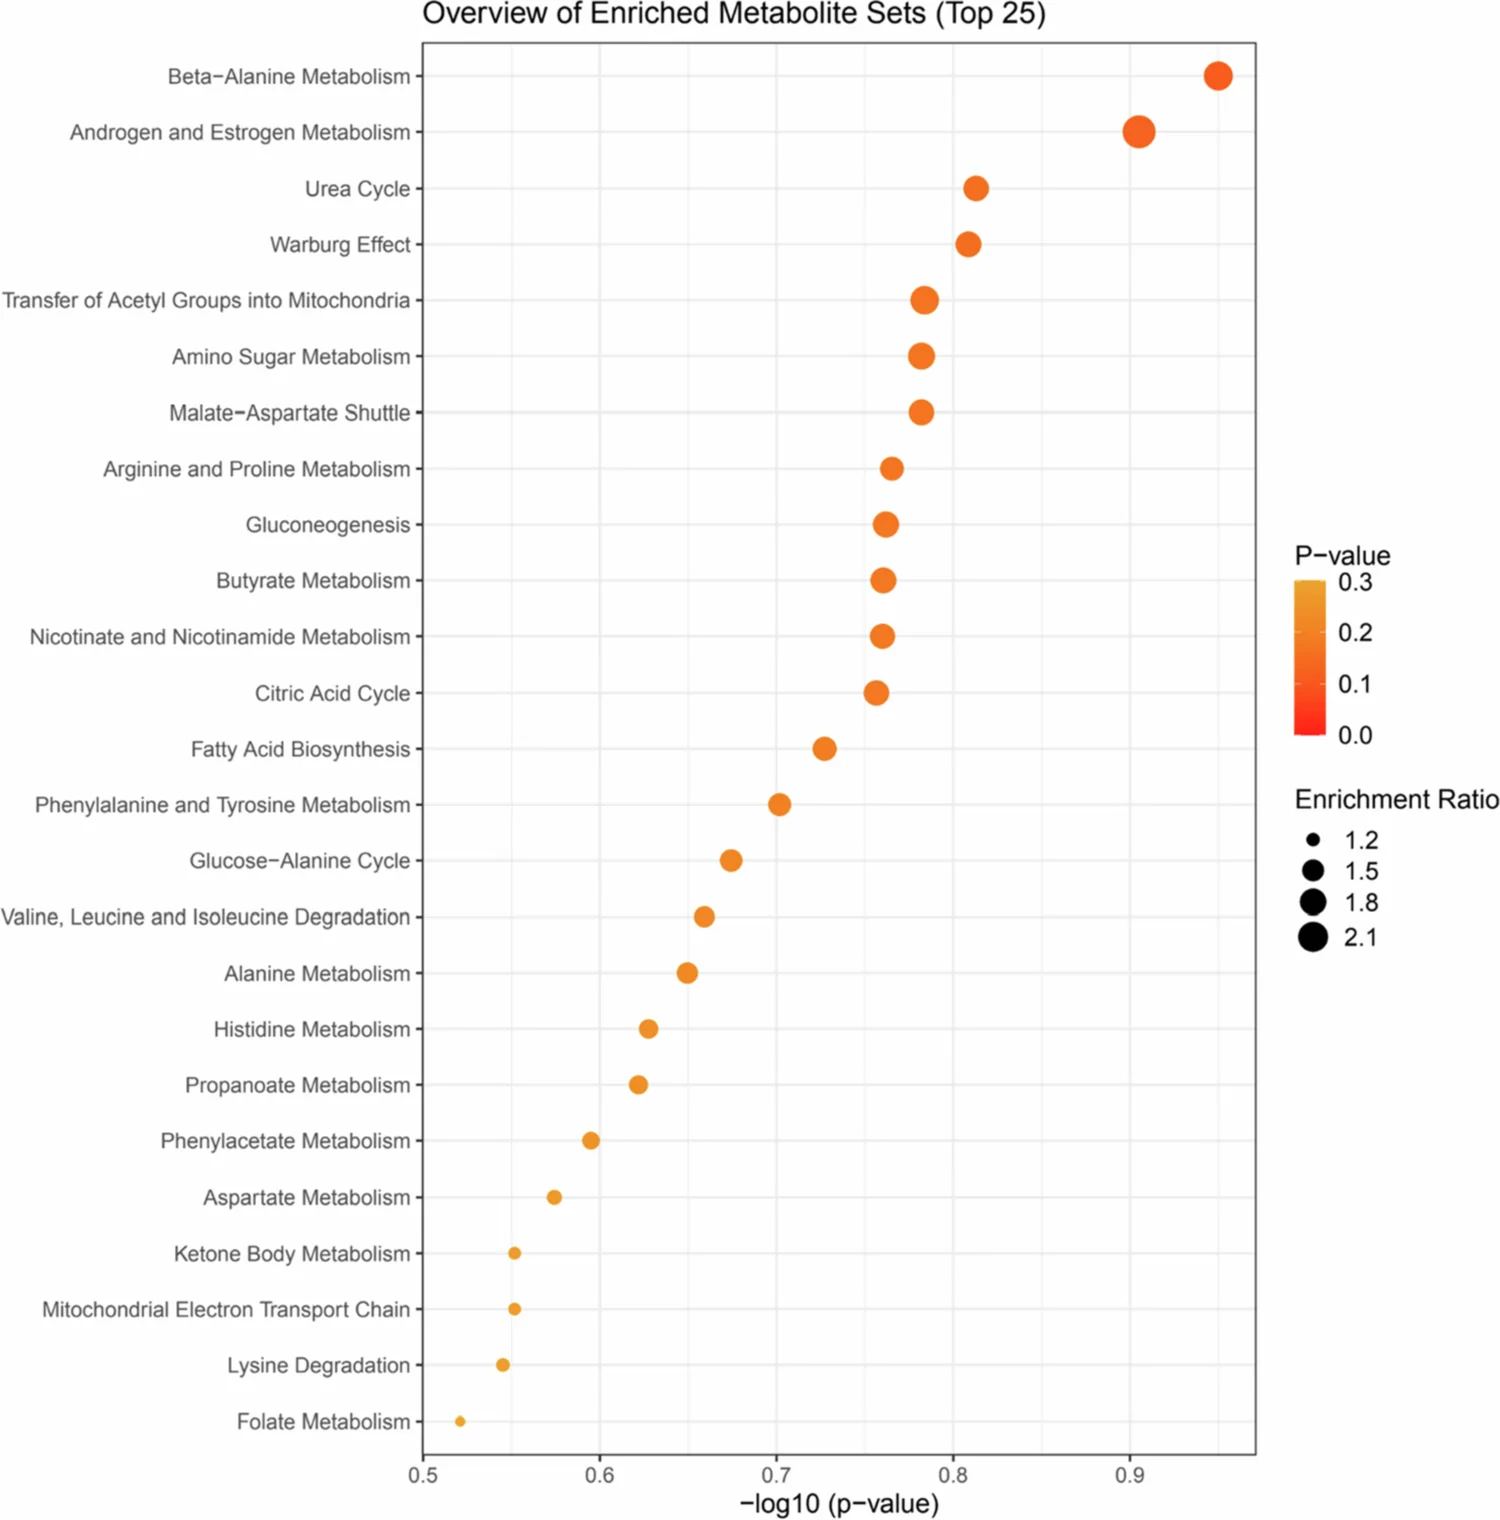 Overview of Enriched Metabolite Sets (Top 25)
Beta−Alanine Metabolism
Androgen and Estrogen Metabolism
Urea Cycle
Warburg Effect
Transfer of Acetyl Groups into Mitochondria
Amino Sugar Metabolism
Malate−Aspartate Shuttle
Arginine and Proline Metabolism
Gluconeogenesis
Butyrate Metabolism
Nicotinate and Nicotinamide Metabolism
Citric Acid Cycle
Fatty Acid Biosynthesis
Phenylalanine and Tyrosine Metabolism
Glucose−Alanine Cycle
Valine, Leucine and Isoleucine Degradation
Alanine Metabolism
Histidine Metabolism
Propanoate Metabolism
Phenylacetate Metabolism
Aspartate Metabolism
Ketone Body Metabolism
Mitochondrial Electron Transport Chain
Lysine Degradation
Folate Metabolism
0.5 0.6 0.7 0.8 0.9
−log10 (p−value)
P−value
0.3
0.2
0.1
0.0
Enrichment Ratio
1.2
1.5
1.8
2.1